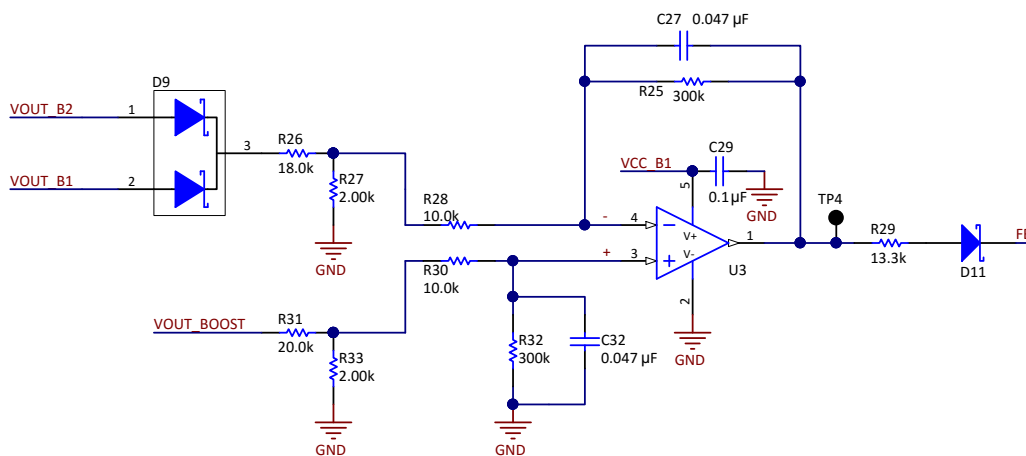 C27 0.047 µF
D9
R25
300k
VOUT_B2
1
3
R26
18.0k
VCC_B1
C29
0.1µF
GND
5
VOUT_B1
2
R27
2.00k
R28
10.0k
-
4
V+
V-
1
TP4
R29
13.3k
D11
GND
R30
10.0k
+
3
U3
2
GND
VOUT_BOOST
R31
20.0k
R33
2.00k
R32
300k
C32
0.047 µF
GND
GND